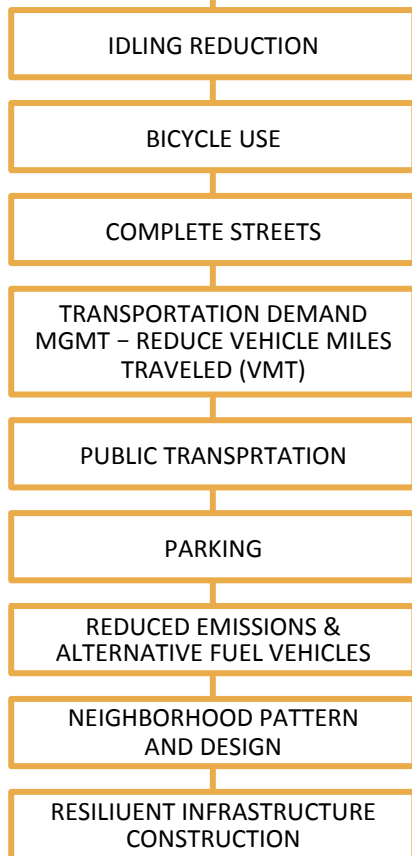 IDLING REDUCTION
BICYCLE USE
COMPLETE STREETS
TRANSPORTATION DEMAND
MGMT – REDUCE VEHICLE MILES
TRAVELED (VMT)
PUBLIC TRANSPRTATION
PARKING
REDUCED EMISSIONS &
ALTERNATIVE FUEL VEHICLES
NEIGHBORHOOD PATTERN
AND DESIGN
RESILIUENT INFRASTRUCTURE
CONSTRUCTION